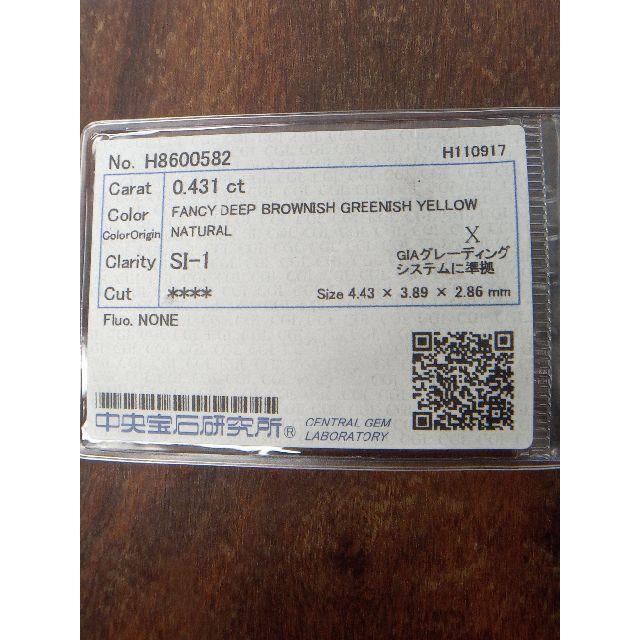 No. H8600582 H110917
Carat 0.431 ct
Color FANCY DEEP BROWNISH GREENISH YELLOW
ColorOrigin NATURAL X
Clarity SI-1 GIAグレーディング
システムに準拠
Cut **** Size 4.43 × 3.89 × 2.86 mm
Fluo. NONE
中央宝石研究所® CENTRAL GEM
LABORATORY